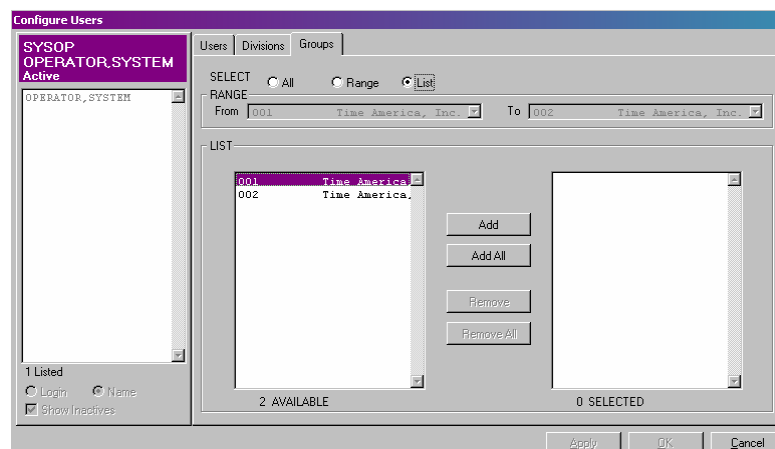 Configure Users
SYSOP
OPERATOR,SYSTEM
Active
OPERATOR,SYSTEM
1 Listed
Login Name
Show Inactives
Users Divisions Groups
SELECT All Range List
RANGE
From 001 Time America, Inc. To 002 Time America, Inc.
LIST
001 Time America,
002 Time America,
Add
Add All
Remove
Remove All
2 AVAILABLE
0 SELECTED
Apply OK Cancel